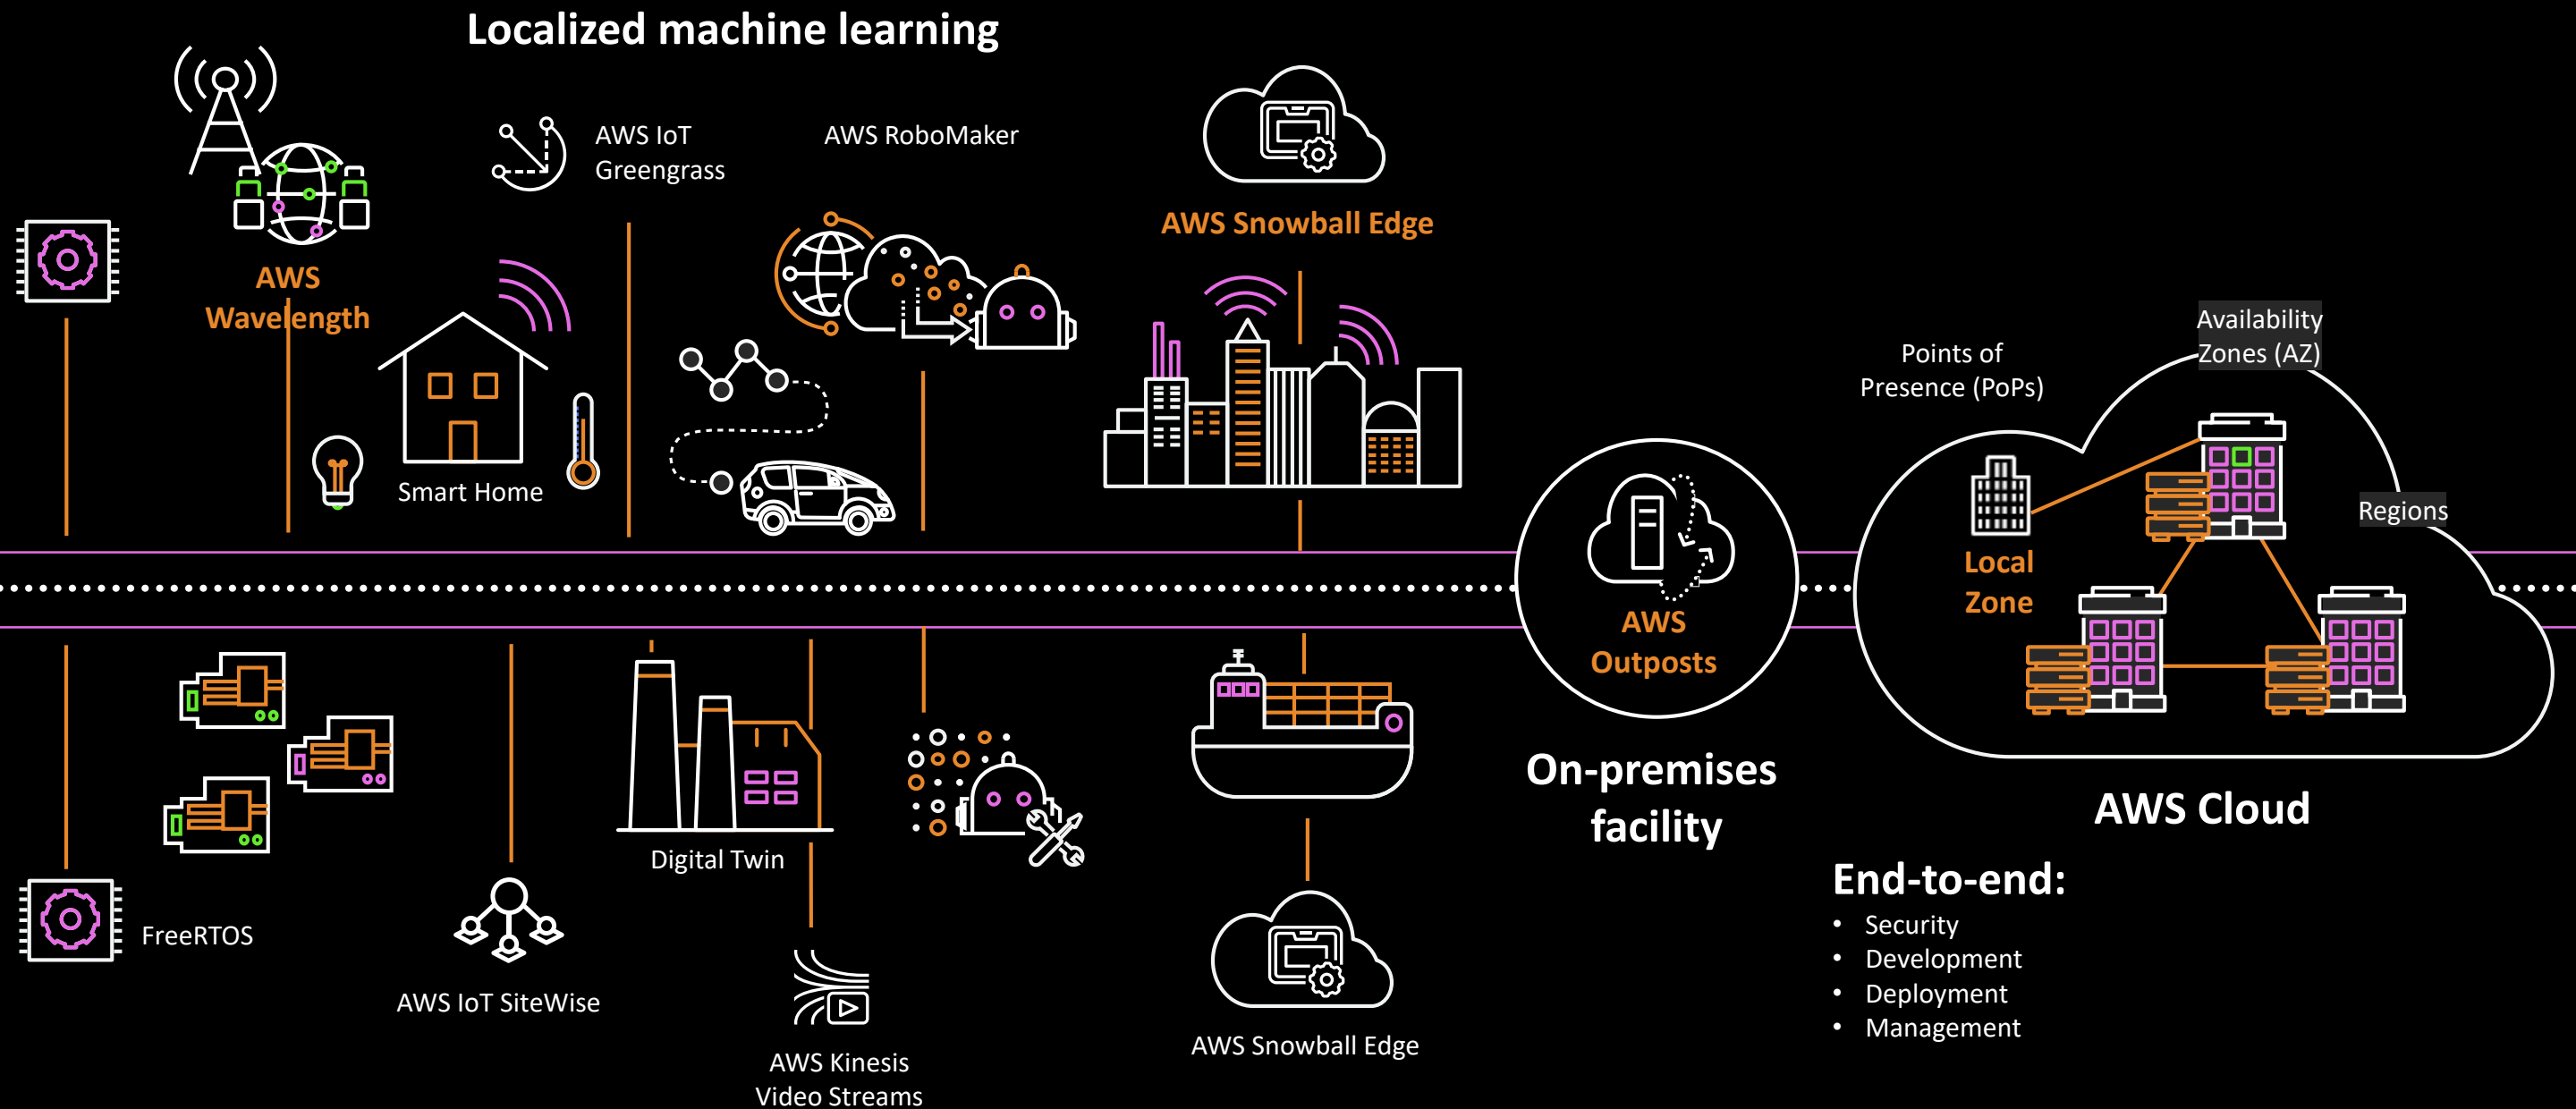 Localized machine learning
AWS IoT
Greengrass
AWS RoboMaker
AWS Snowball Edge
AWS
Wavelength
Smart Home
Points of
Presence (PoPs)
Availability
Zones (AZ)
Regions
Local
Zone
AWS
Outposts
On-premises
facility
AWS Cloud
Digital Twin
FreeRTOS
AWS IoT SiteWise
AWS Kinesis
Video Streams
AWS Snowball Edge
End-to-end:
• Security
• Development
• Deployment
• Management